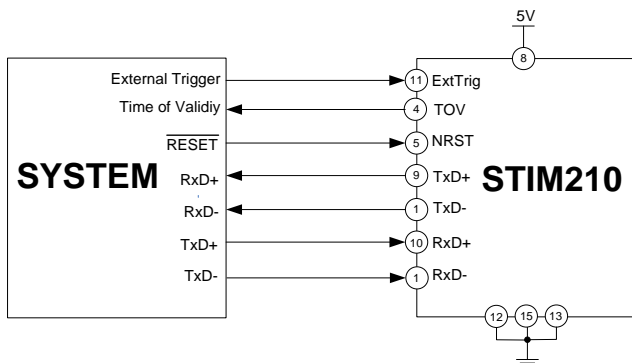 5V
8
External Trigger 11 ExtTrig
Time of Validiy 4 TOV
RESET 5 NRST
SYSTEM
STIM210
RxD+ 9 TxD+
RxD- 1 TxD-
TxD+ 10 RxD+
TxD- 1 RxD-
12 15 13